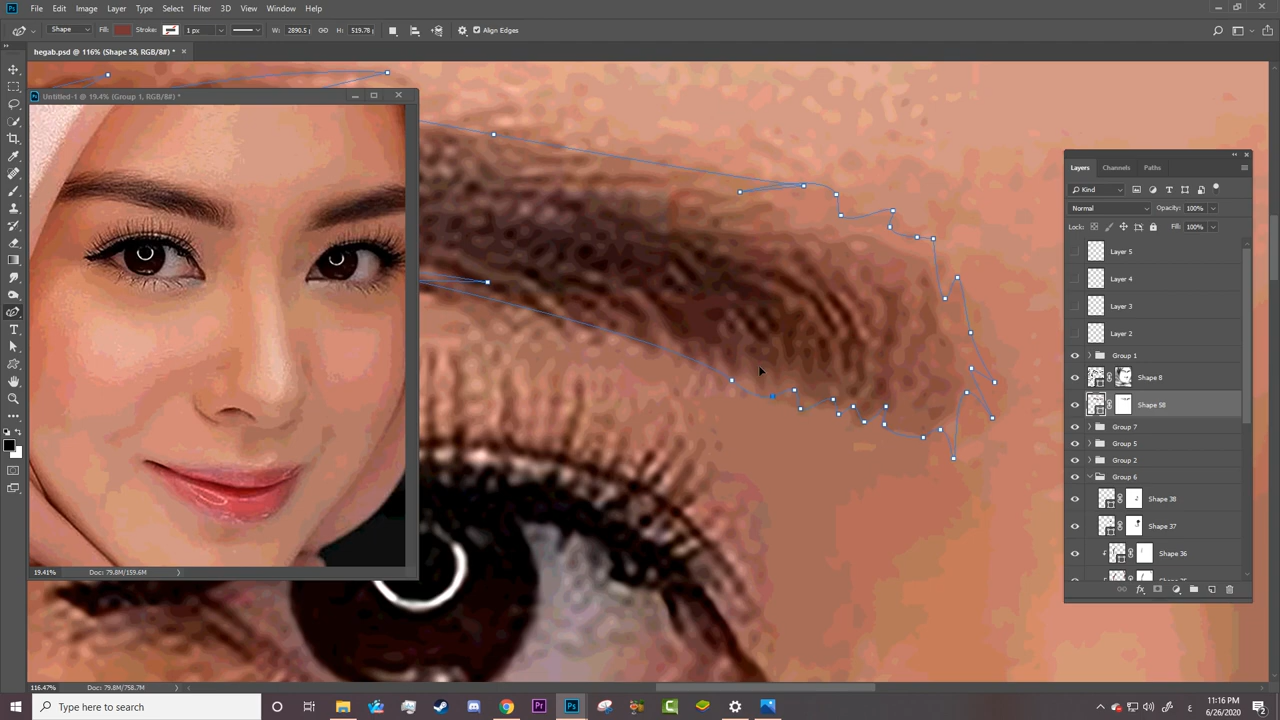 File Edit Image Layer Type Select Filter 3D View Window Help
Shape Fill: Stroke: 1 px W: 2890.5 p H: 519.78 p Align Edges
hegab.psd @ 116% (Shape 58, RGB/8#) *
Untitled-1 @ 19.4% (Group 1, RGB/8#) *
Layers Channels Paths
Kind
Normal Opacity: 100%
Lock: Fill: 100%
Layer 5
Layer 4
Layer 3
Layer 2
Group 1
Shape 8
Shape 58
Group 7
Group 5
Group 2
Group 6
Shape 38
Shape 37
Shape 36
19.41% Doc: 79.8M/159.6M
116.47% Doc: 79.8M/758.7M
Type here to search
11:16 PM
6/26/2020